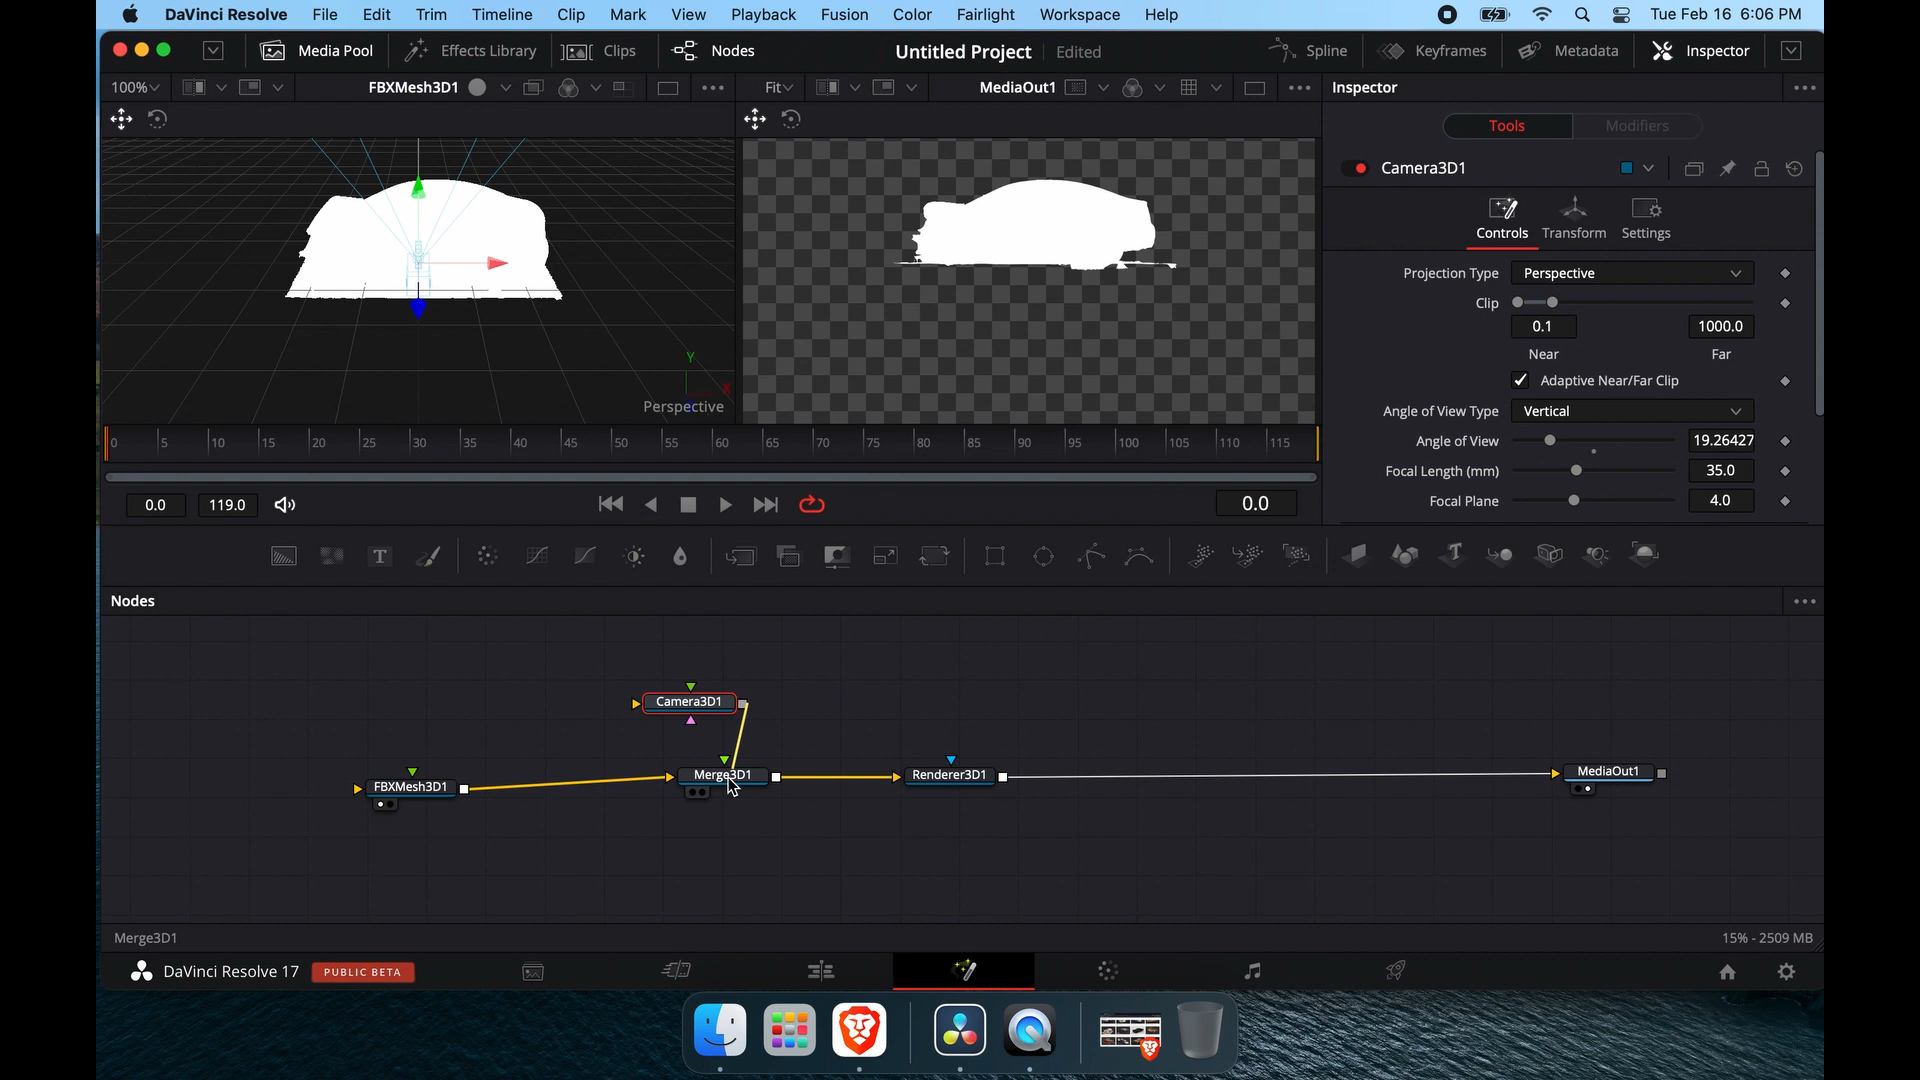 DaVinci Resolve File Edit Trim Timeline Clip Mark View Playback Fusion Color Fairlight Workspace Help Tue Feb 16 6:06 PM
Media Pool Effects Library Clips Nodes Untitled Project Edited Spline Keyframes Metadata Inspector
100% FBXMesh3D1 Fit MediaOut1 Inspector
Tools Modifiers
Camera3D1
Controls Transform Settings
Projection Type Perspective
Clip
0.1 1000.0
Near Far
Adaptive Near/Far Clip
Angle of View Type Vertical
Angle of View 19.26427
Focal Length (mm) 35.0
Focal Plane 4.0
Y
X
Perspective
0 5 10 15 20 25 30 35 40 45 50 55 60 65 70 75 80 85 90 95 100 105 110 115
0.0 119.0 0.0
T
Nodes
Camera3D1
FBXMesh3D1 Merge3D1 Renderer3D1 MediaOut1
Merge3D1 15% - 2509 MB
DaVinci Resolve 17 PUBLIC BETA